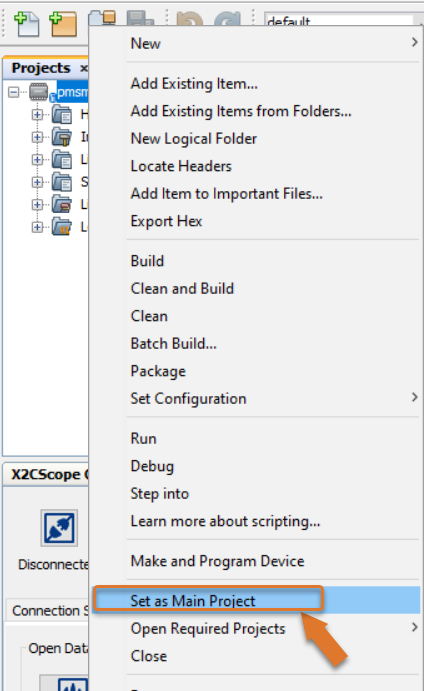 default
New
Projects
pmsm
Add Existing Item...
Add Existing Items from Folders...
New Logical Folder
Locate Headers
Add Item to Important Files...
Export Hex
Build
Clean and Build
Clean
Batch Build...
Package
Set Configuration
Run
Debug
X2CScope
Step into
Learn more about scripting...
Make and Program Device
Disconnecte
Set as Main Project
Connection S
Open Required Projects
Open Data
Close